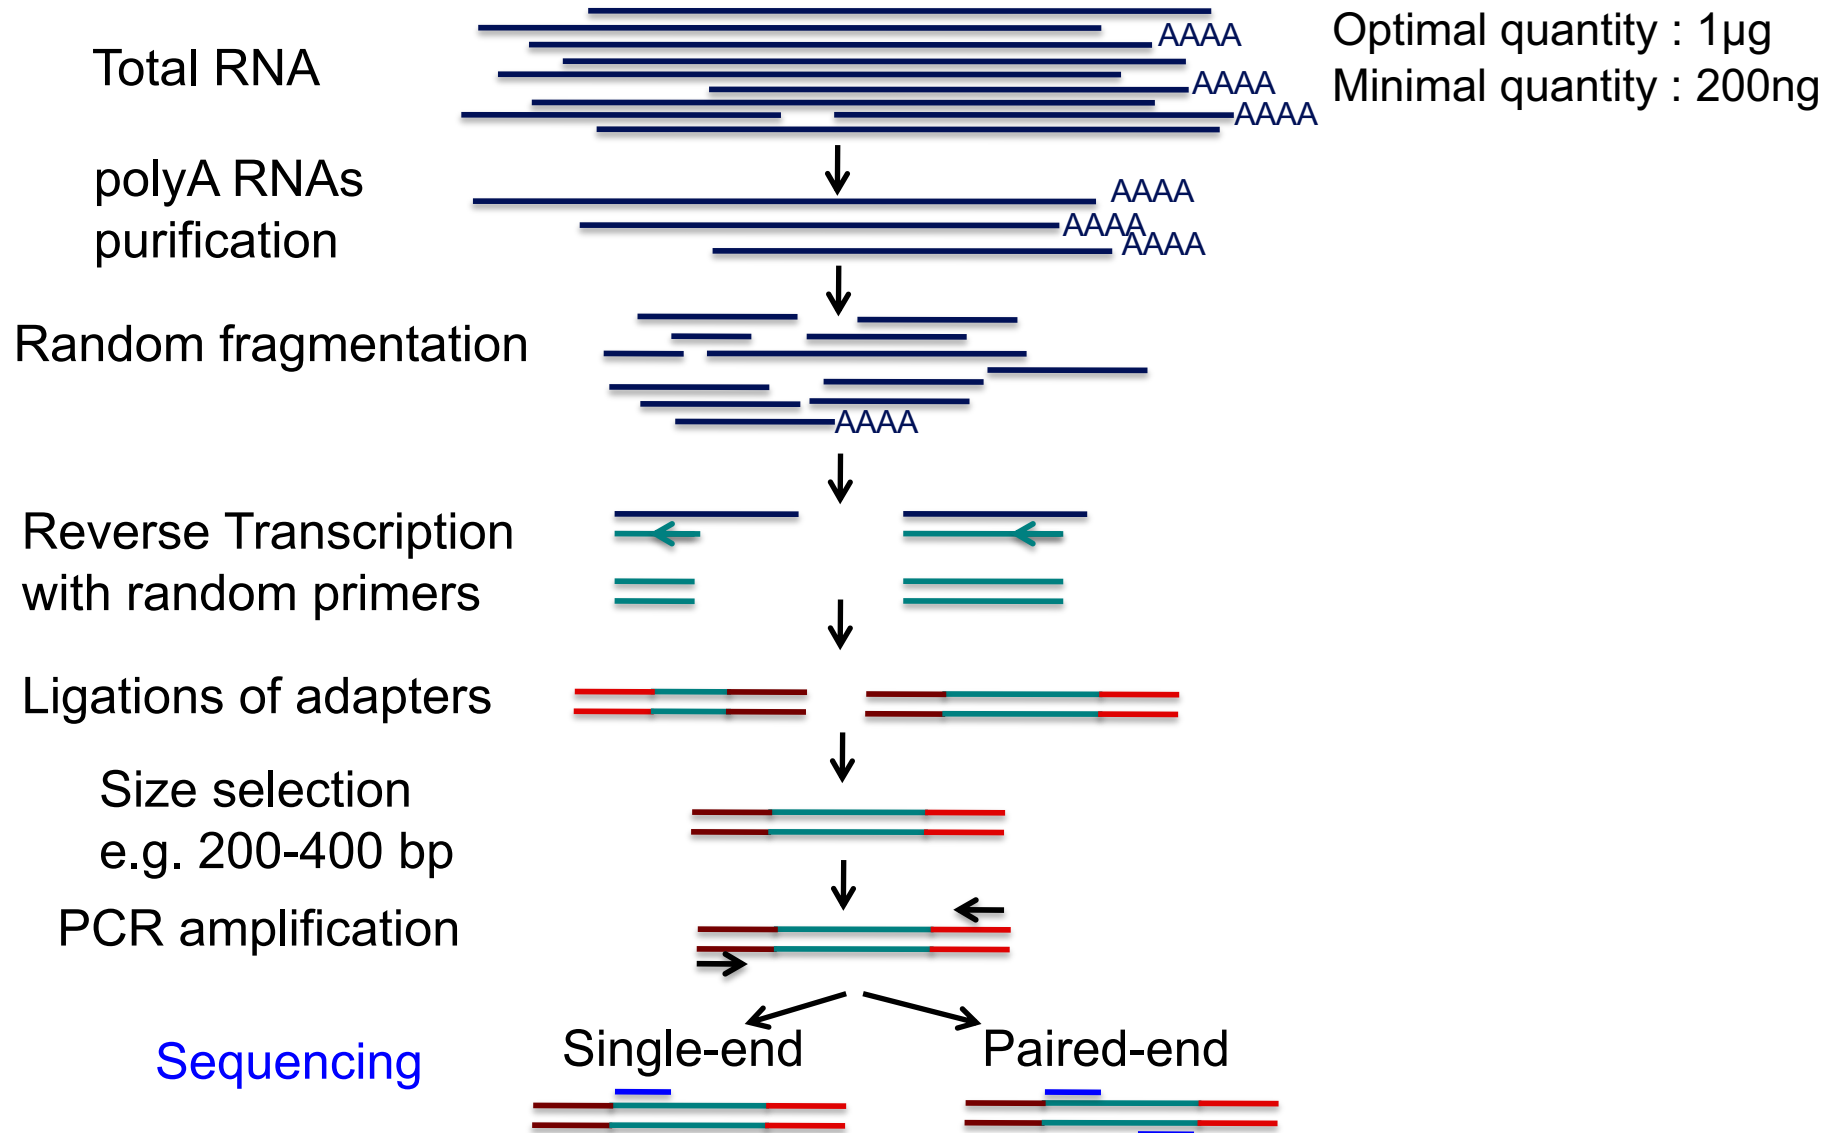 Total RNA
AAAA
AAAA
AAAA
Optimal quantity : 1µg
Minimal quantity : 200ng
polyA RNAs
purification
AAAA
AAAA
AAAA
Random fragmentation
AAAA
Reverse Transcription
with random primers
Ligations of adapters
Size selection
e.g. 200-400 bp
PCR amplification
Sequencing
Single-end
Paired-end